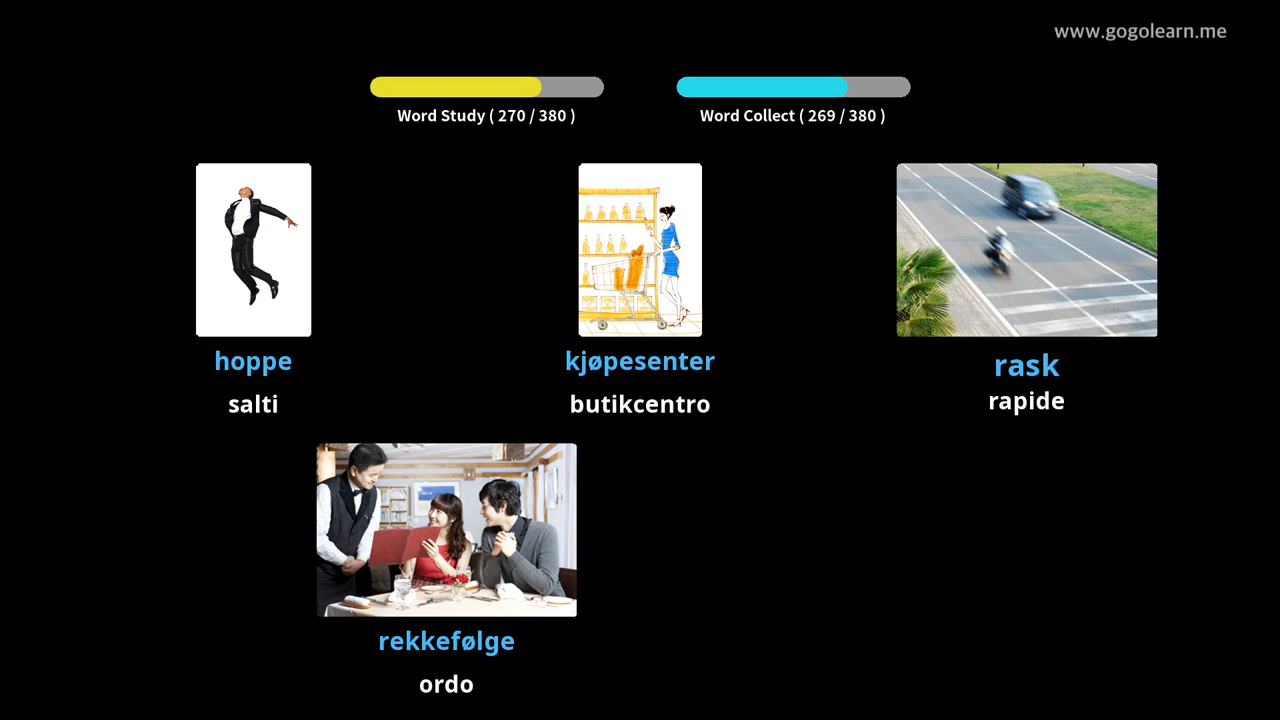 www.gogolearn.me
Word Study ( 270 / 380 )
Word Collect ( 269 / 380 )
hoppe
salti
kjøpesenter
butikcentro
rask
rapide
rekkefølge
ordo